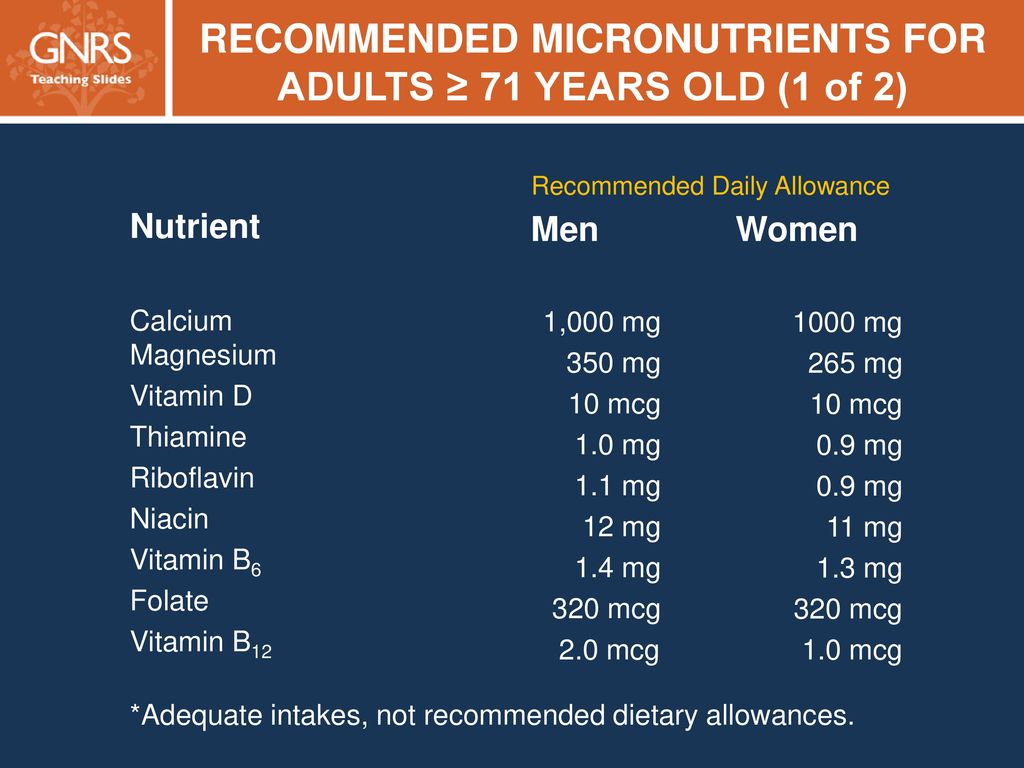 GNRS
Teaching Slides
RECOMMENDED MICRONUTRIENTS FOR
ADULTS ≥ 71 YEARS OLD (1 of 2)
Recommended Daily Allowance
Nutrient Men Women
Calcium 1,000 mg 1000 mg
Magnesium 350 mg 265 mg
Vitamin D 10 mcg 10 mcg
Thiamine 1.0 mg 0.9 mg
Riboflavin 1.1 mg 0.9 mg
Niacin 12 mg 11 mg
Vitamin B6 1.4 mg 1.3 mg
Folate 320 mcg 320 mcg
Vitamin B12 2.0 mcg 1.0 mcg
*Adequate intakes, not recommended dietary allowances.